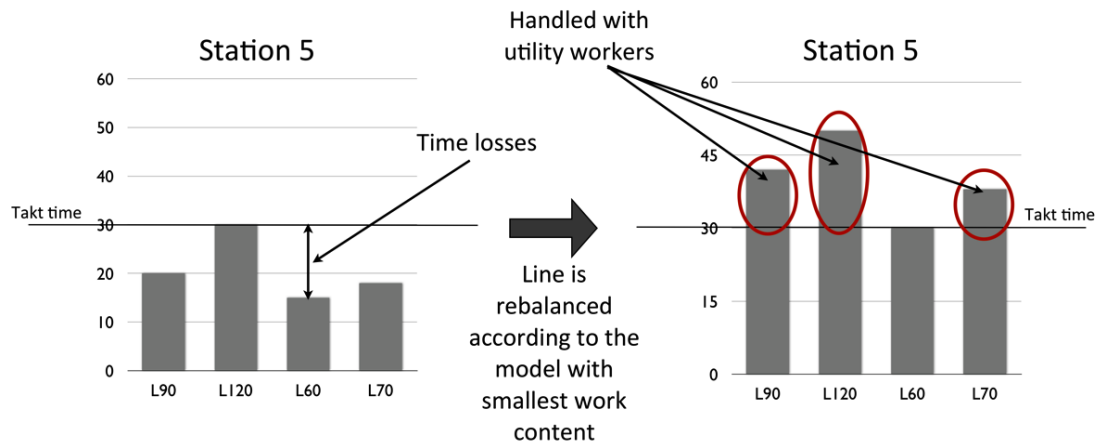 Station 5
60
50
40
30
20
10
0
Takt time
L90
L120
L60
L70
Time losses
Handled with
utility workers
Line is
rebalanced
according to the
model with
smallest work
content
Station 5
60
45
30
15
0
Takt time
L90
L120
L60
L70